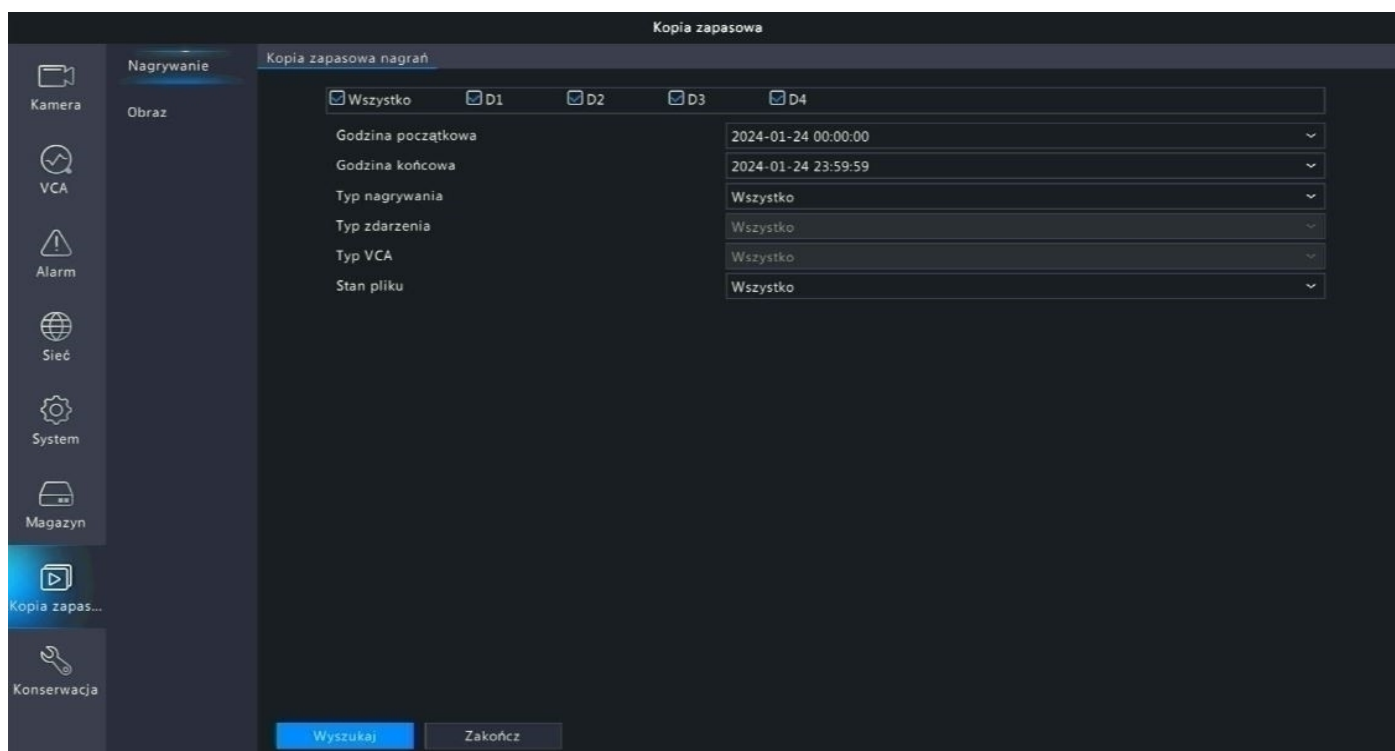 Kopia zapasowa
Kamera
VCA
Alarm
Sieć
System
Magazyn
Kopia zapas...
Konserwacja
Nagrywanie
Obraz
Kopia zapasowa nagrań
Wszystko D1 D2 D3 D4
Godzina początkowa 2024-01-24 00:00:00
Godzina końcowa 2024-01-24 23:59:59
Typ nagrywania Wszystko
Typ zdarzenia Wszystko
Typ VCA Wszystko
Stan pliku Wszystko
Wyszukaj Zakończ